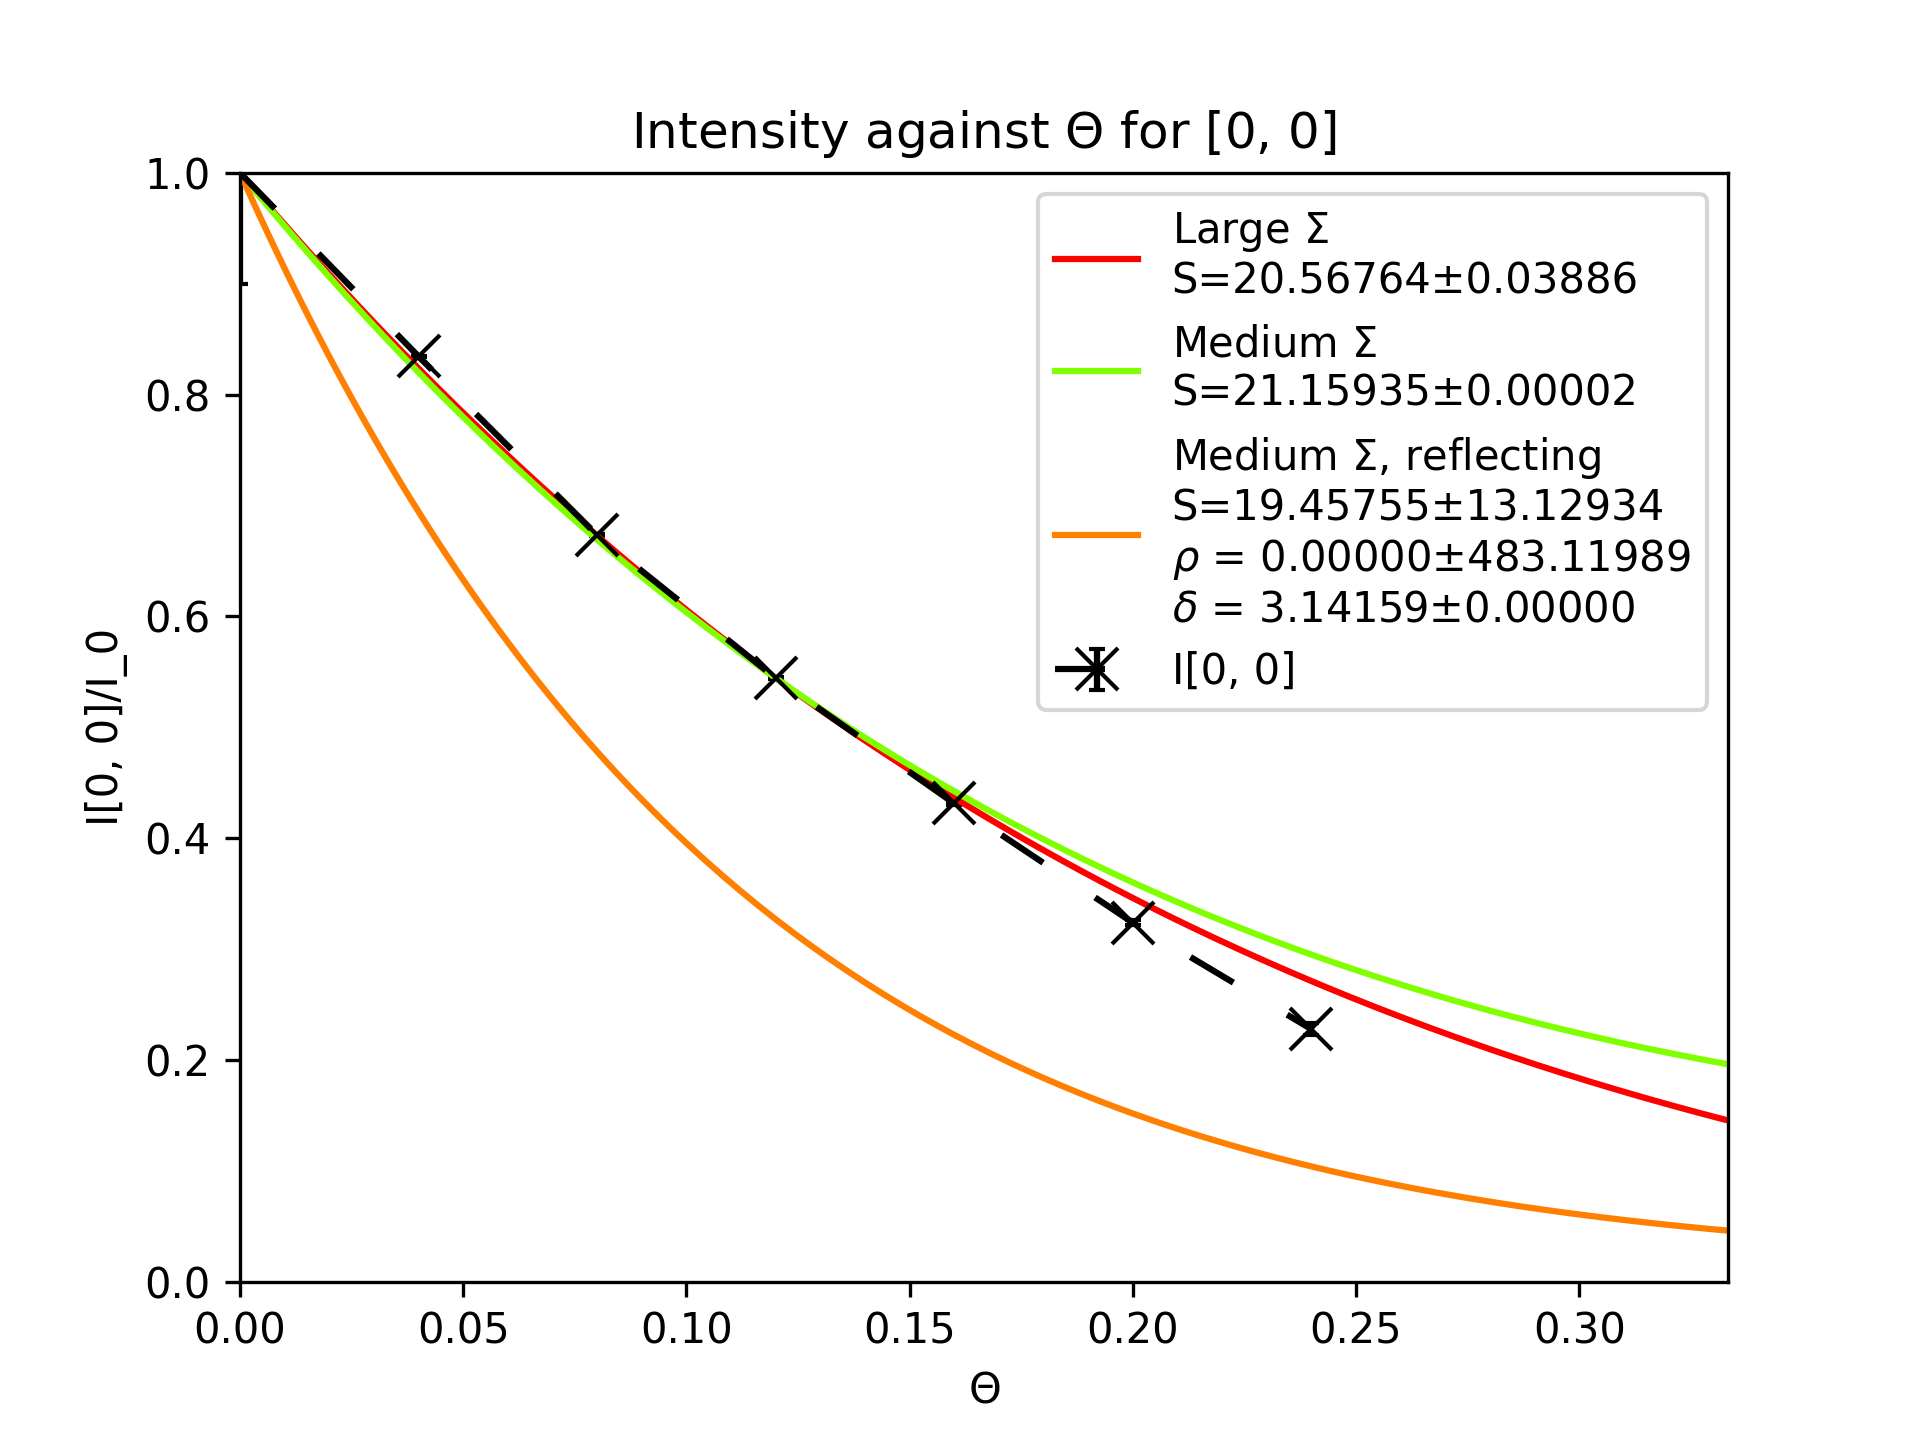 Intensity against Θ for [0, 0]
I[0, 0]/I_0
1.0
0.8
0.6
0.4
0.2
0.0
0.00 0.05 0.10 0.15 0.20 0.25 0.30
Θ
Large Σ
S=20.56764±0.03886
Medium Σ
S=21.15935±0.00002
Medium Σ, reflecting
S=19.45755±13.12934
ρ = 0.00000±483.11989
δ = 3.14159±0.00000
I[0, 0]